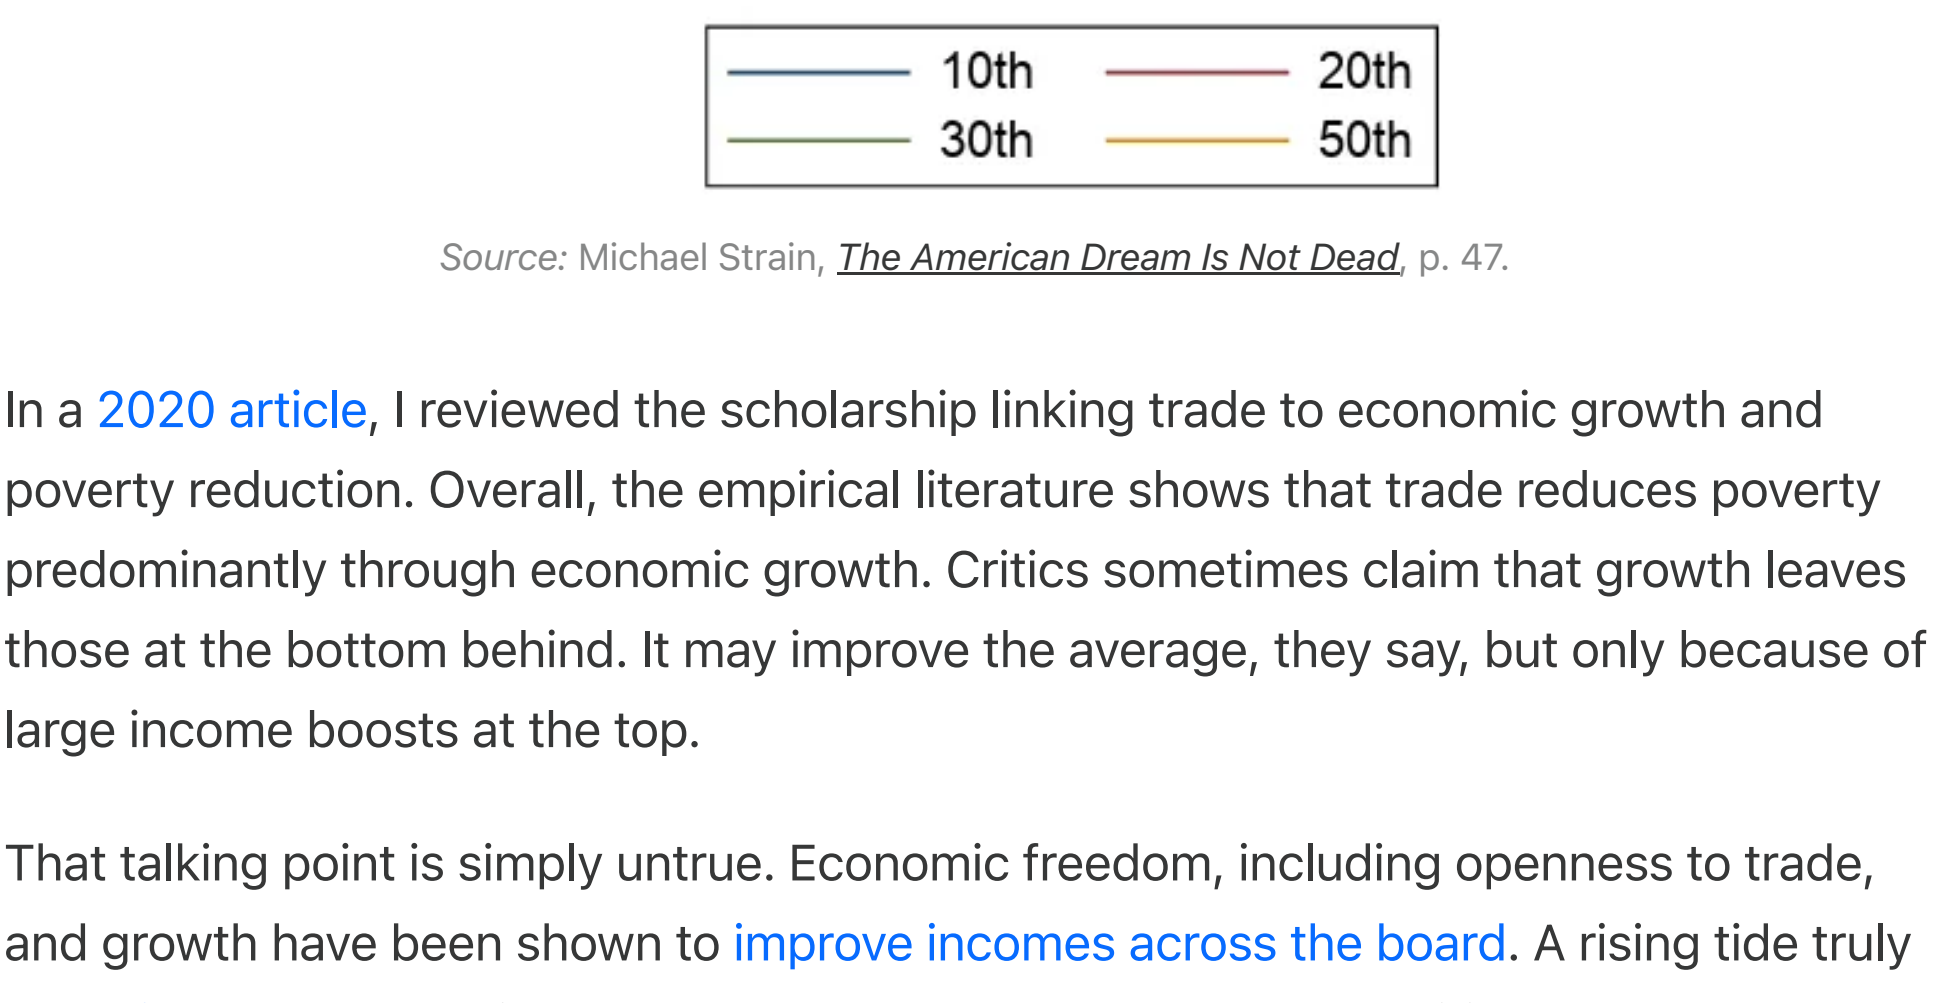 10th 20th
30th 50th
Source: Michael Strain, The American Dream Is Not Dead, p. 47.
In a 2020 article, I reviewed the scholarship linking trade to economic growth and
poverty reduction. Overall, the empirical literature shows that trade reduces poverty
predominantly through economic growth. Critics sometimes claim that growth leaves
those at the bottom behind. It may improve the average, they say, but only because of
large income boosts at the top.
That talking point is simply untrue. Economic freedom, including openness to trade,
and growth have been shown to improve incomes across the board. A rising tide truly